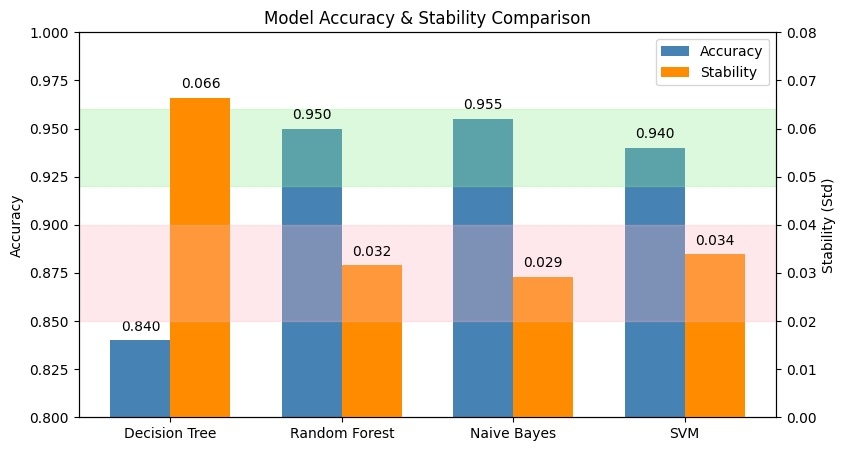 Model Accuracy & Stability Comparison
Accuracy
Stability
1.000
0.975
0.950
0.925
0.900
0.875
0.850
0.825
0.800
Accuracy
0.840
0.066
0.950
0.032
0.955
0.029
0.940
0.034
0.08
0.07
0.06
0.05
0.04
0.03
0.02
0.01
0.00
Stability (Std)
Decision Tree
Random Forest
Naive Bayes
SVM